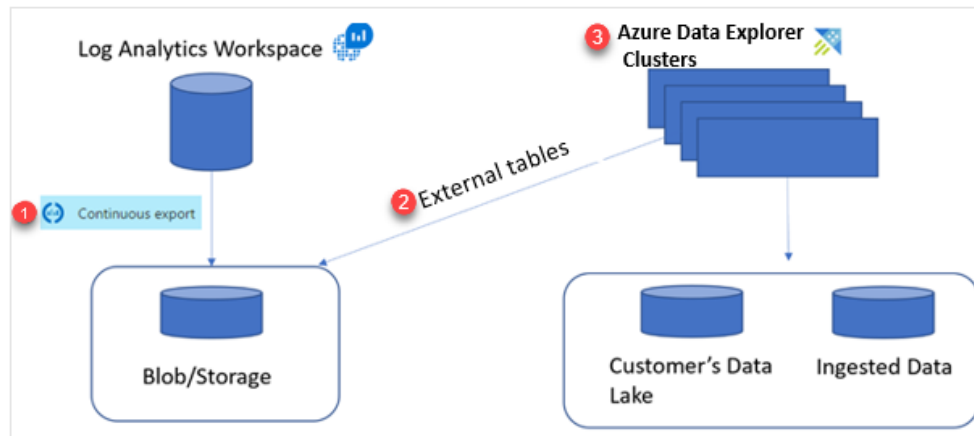 Log Analytics Workspace
3 Azure Data Explorer
Clusters
2 External tables
1 Continuous export
Blob/Storage
Customer's Data
Lake
Ingested Data